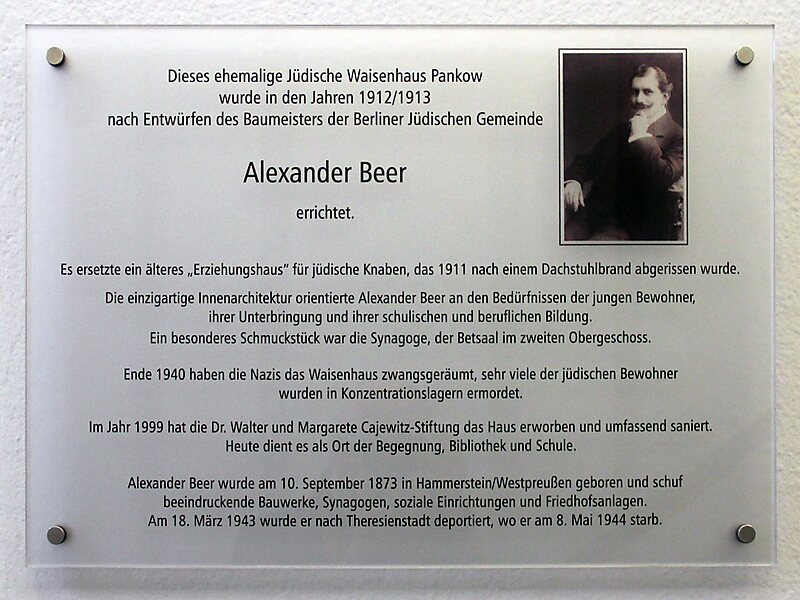 Dieses ehemalige Jüdische Waisenhaus Pankow
wurde in den Jahren 1912/1913
nach Entwürfen des Baumeisters der Berliner Jüdischen Gemeinde
Alexander Beer
errichtet.
Es ersetzte ein älteres „Erziehungshaus“ für jüdische Knaben, das 1911 nach einem Dachstuhlbrand abgerissen wurde.
Die einzigartige Innenarchitektur orientierte Alexander Beer an den Bedürfnissen der jungen Bewohner,
ihrer Unterbringung und ihrer schulischen und beruflichen Bildung.
Ein besonderes Schmuckstück war die Synagoge, der Betsaal im zweiten Obergeschoss.
Ende 1940 haben die Nazis das Waisenhaus zwangsgeräumt, sehr viele der jüdischen Bewohner
wurden in Konzentrationslagern ermordet.
Im Jahr 1999 hat die Dr. Walter und Margarete Cajewitz-Stiftung das Haus erworben und umfassend saniert.
Heute dient es als Ort der Begegnung, Bibliothek und Schule.
Alexander Beer wurde am 10. September 1873 in Hammerstein/Westpreußen geboren und schuf
beeindruckende Bauwerke, Synagogen, soziale Einrichtungen und Friedhofsanlagen.
Am 18. März 1943 wurde er nach Theresienstadt deportiert, wo er am 8. Mai 1944 starb.